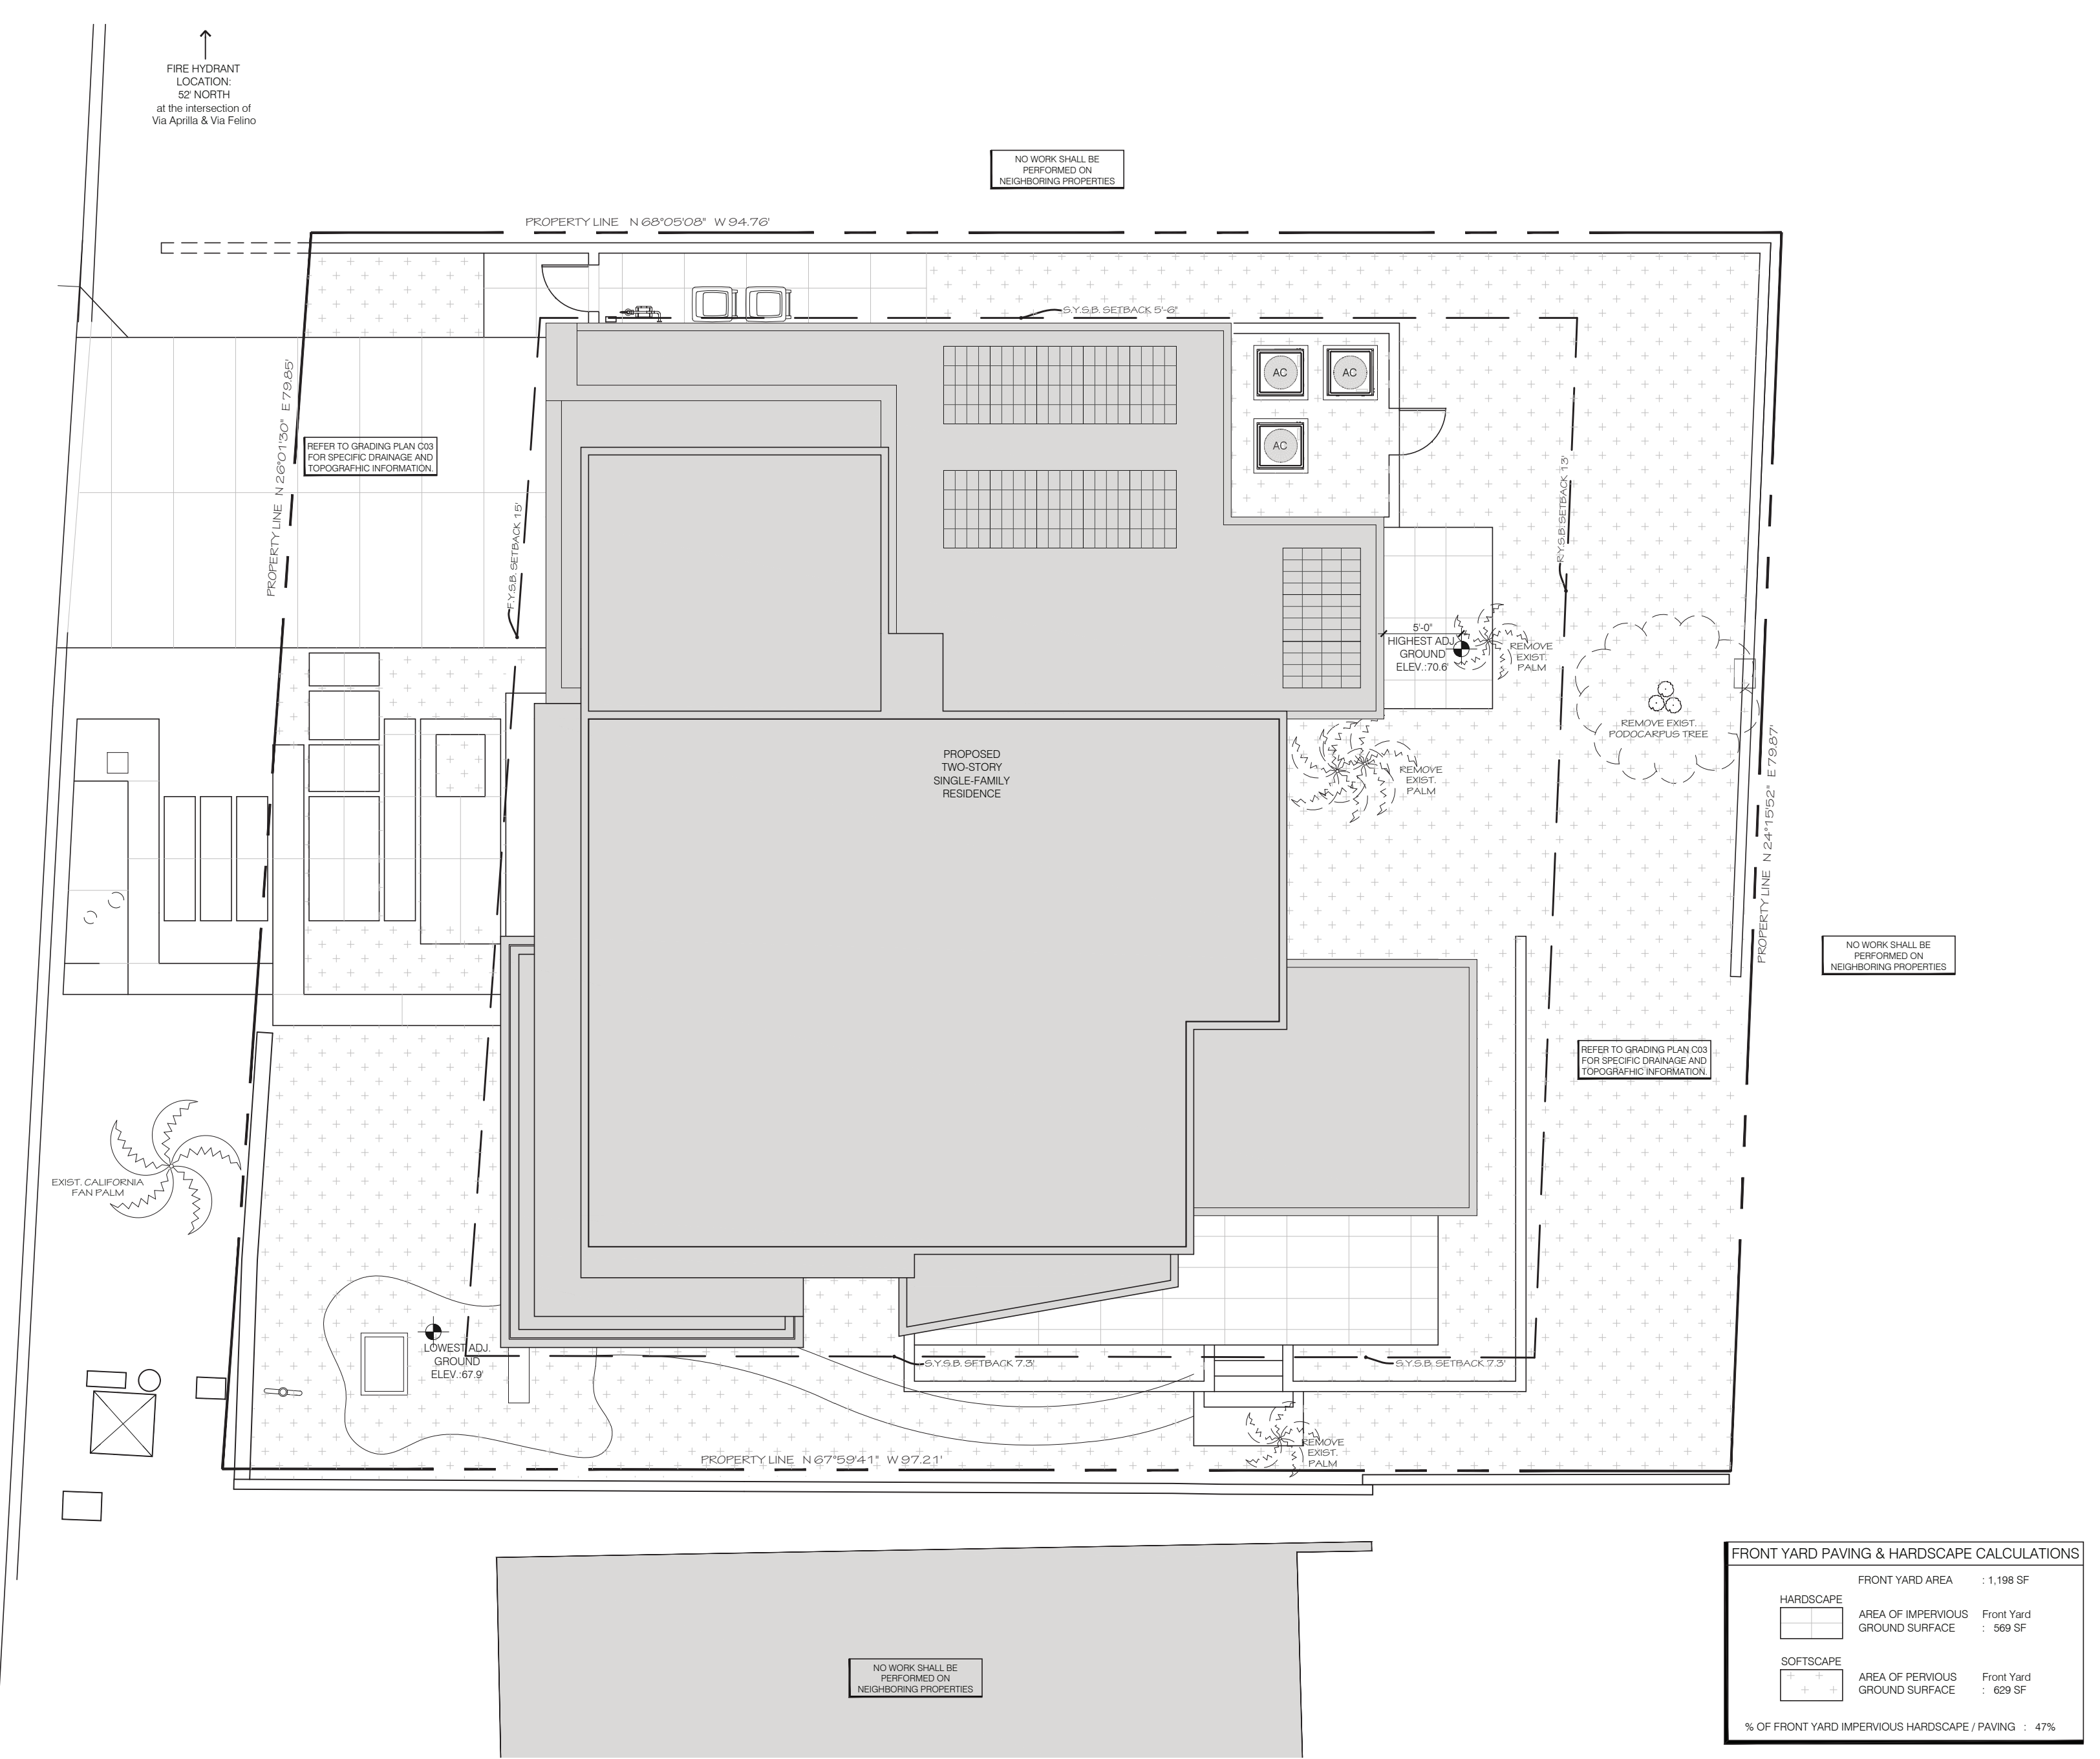 FIRE HYDRANT
LOCATION:
52' NORTH
at the intersection of
Via Aprilla & Via Felino
NO WORK SHALL BE
PERFORMED ON
NEIGHBORING PROPERTIES
PROPERTY LINE N 68°05'08" W 94.76'
S.Y.S.B. SETBACK 5'-6"
AC
AC
AC
PROPERTY LINE N 26°01'30" E 79.85'
REFER TO GRADING PLAN C03
FOR SPECIFIC DRAINAGE AND
TOPOGRAFHIC INFORMATION.
F.Y.S.B. SETBACK 15'
R.Y.S.B. SETBACK 13'
5'-0"
HIGHEST ADJ.
GROUND
ELEV.:70.6'
REMOVE
EXIST.
PALM
REMOVE EXIST.
PODOCARPUS TREE
PROPOSED
TWO-STORY
SINGLE-FAMILY
RESIDENCE
REMOVE
EXIST.
PALM
PROPERTY LINE N 24°15'52" E 79.87'
NO WORK SHALL BE
PERFORMED ON
NEIGHBORING PROPERTIES
REFER TO GRADING PLAN C03
FOR SPECIFIC DRAINAGE AND
TOPOGRAFHIC INFORMATION.
EXIST. CALIFORNIA
FAN PALM
LOWEST ADJ.
GROUND
ELEV.:67.9'
S.Y.S.B. SETBACK 7.3'
S.Y.S.B. SETBACK 7.3'
REMOVE
EXIST.
PALM
PROPERTY LINE N 67°59'41" W 97.21'
NO WORK SHALL BE
PERFORMED ON
NEIGHBORING PROPERTIES
FRONT YARD PAVING & HARDSCAPE CALCULATIONS
FRONT YARD AREA : 1,198 SF
HARDSCAPE
AREA OF IMPERVIOUS Front Yard
GROUND SURFACE : 569 SF
SOFTSCAPE
AREA OF PERVIOUS Front Yard
GROUND SURFACE : 629 SF
% OF FRONT YARD IMPERVIOUS HARDSCAPE / PAVING : 47%